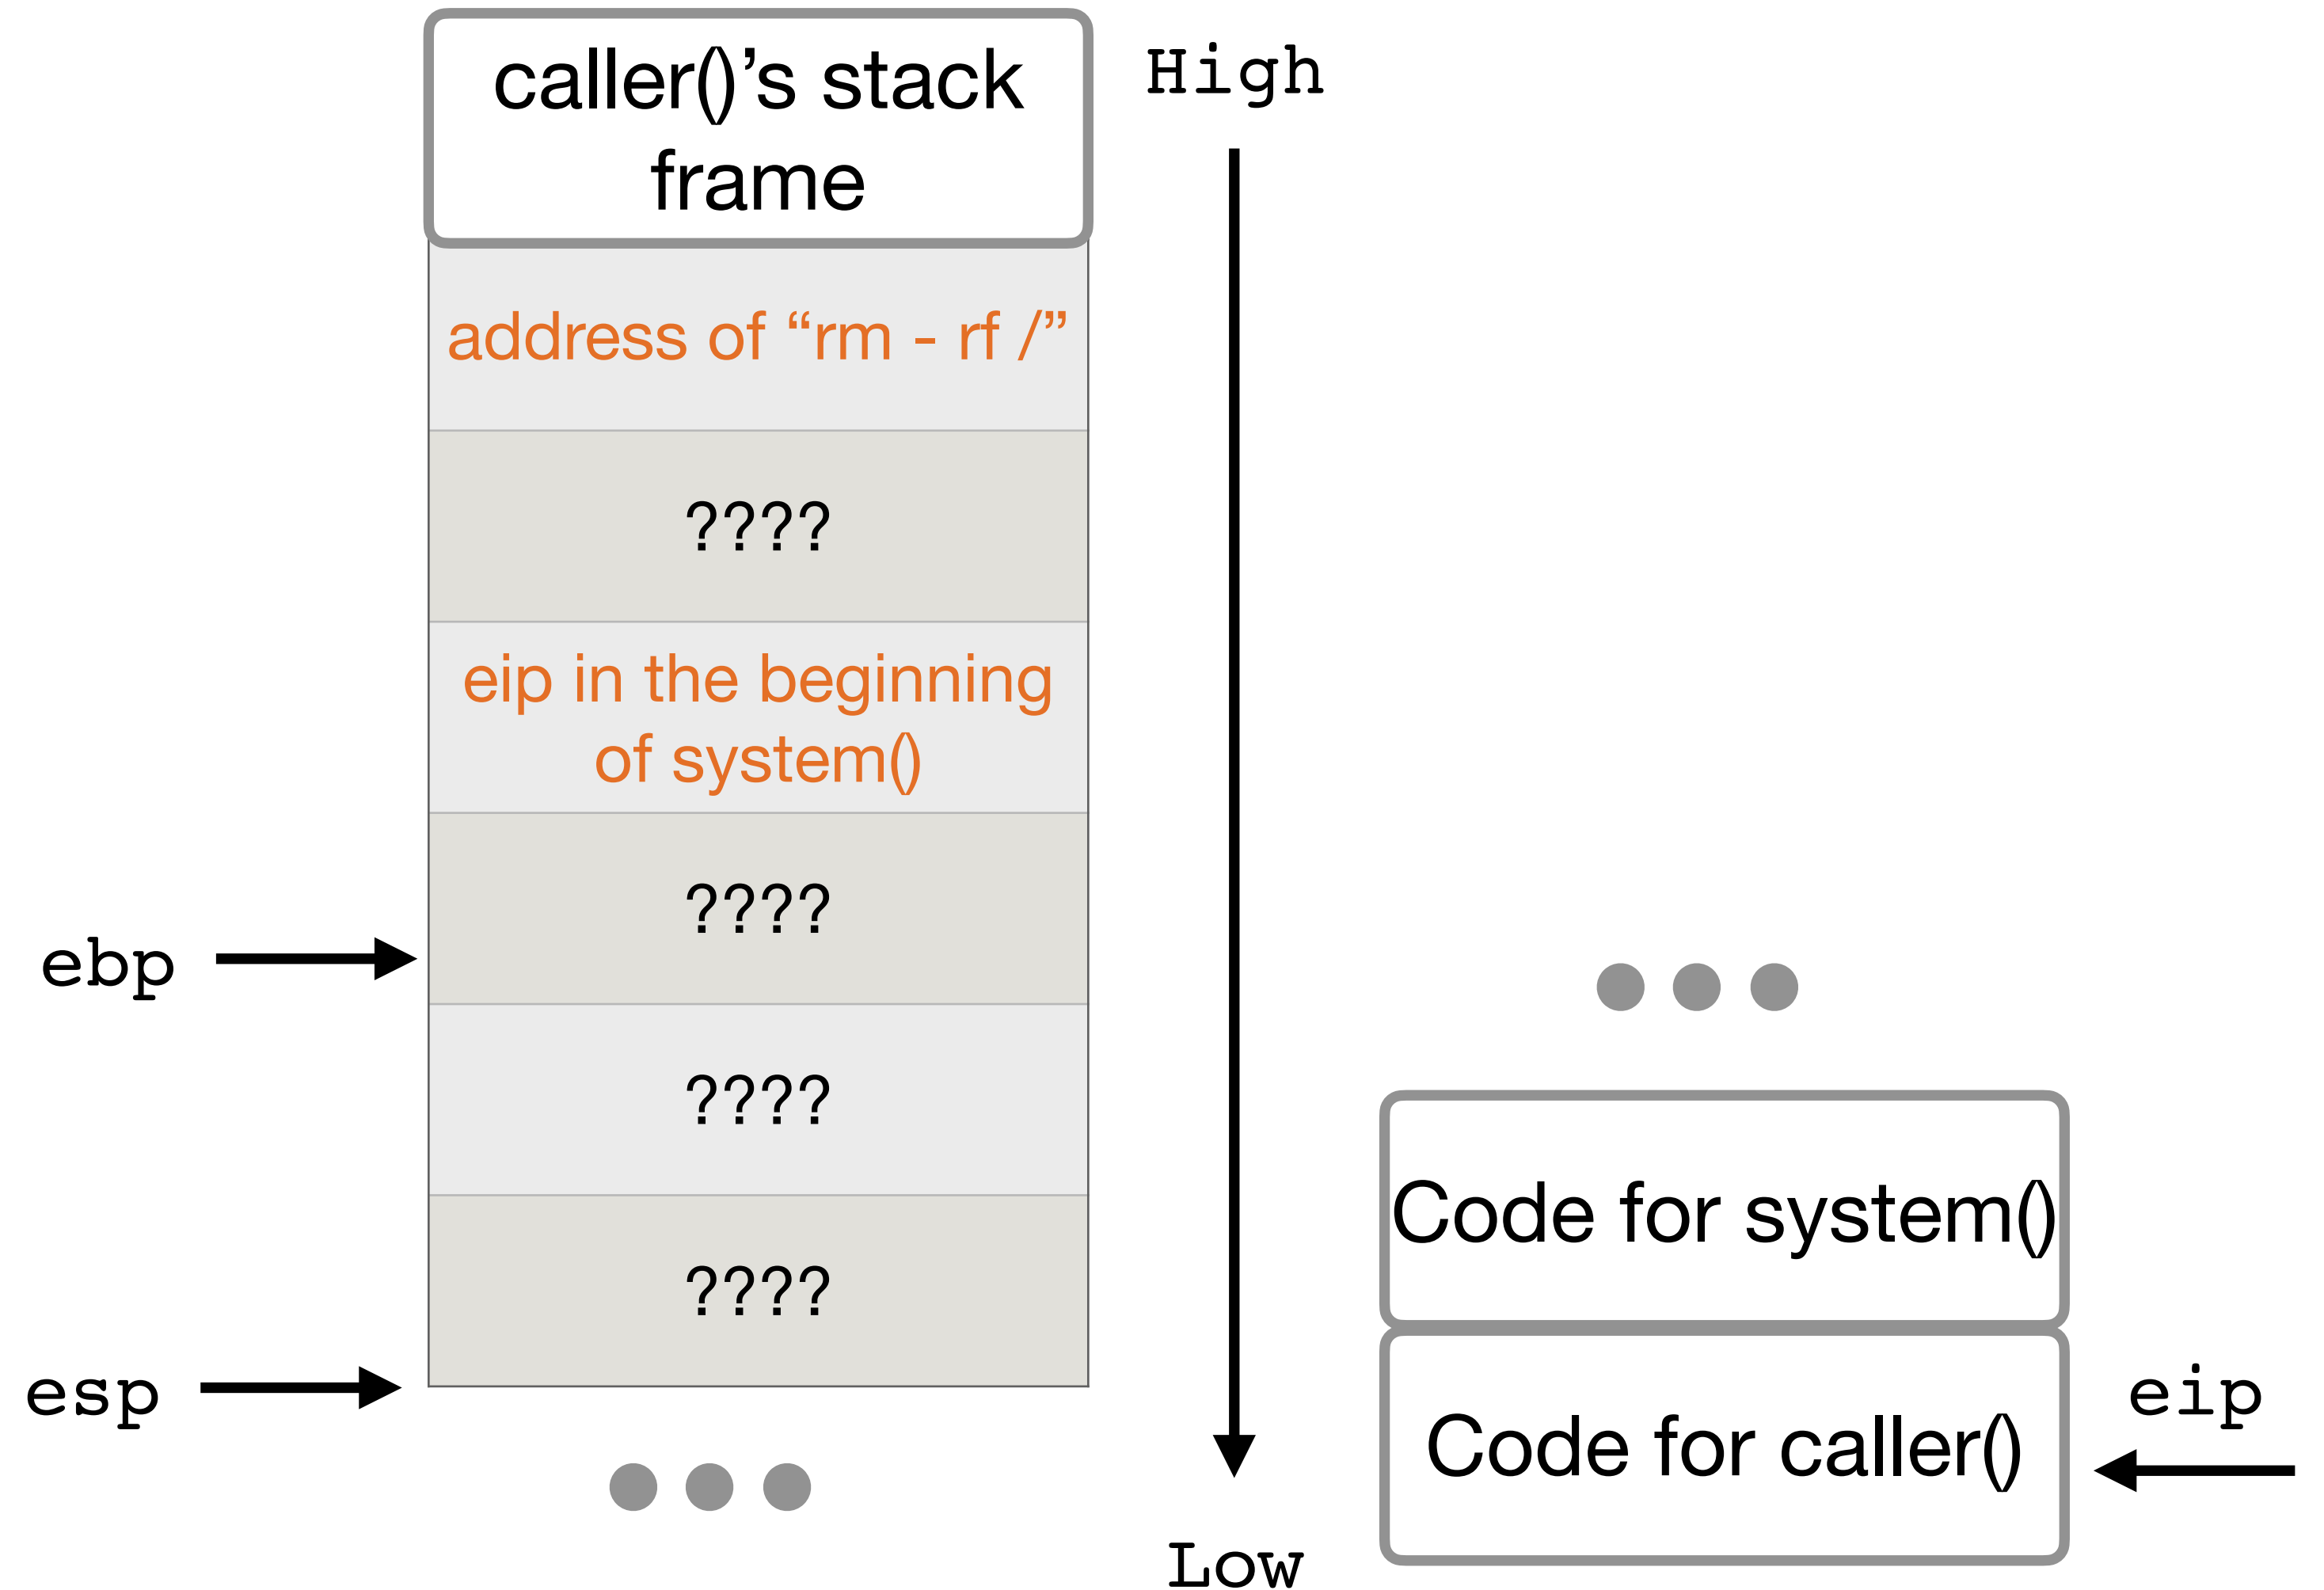 caller()’s stack
frame
High
address of “rm - rf /”
????
eip in the beginning
of system()
????
ebp
????
Code for system()
????
esp
eip
Code for caller()
Low